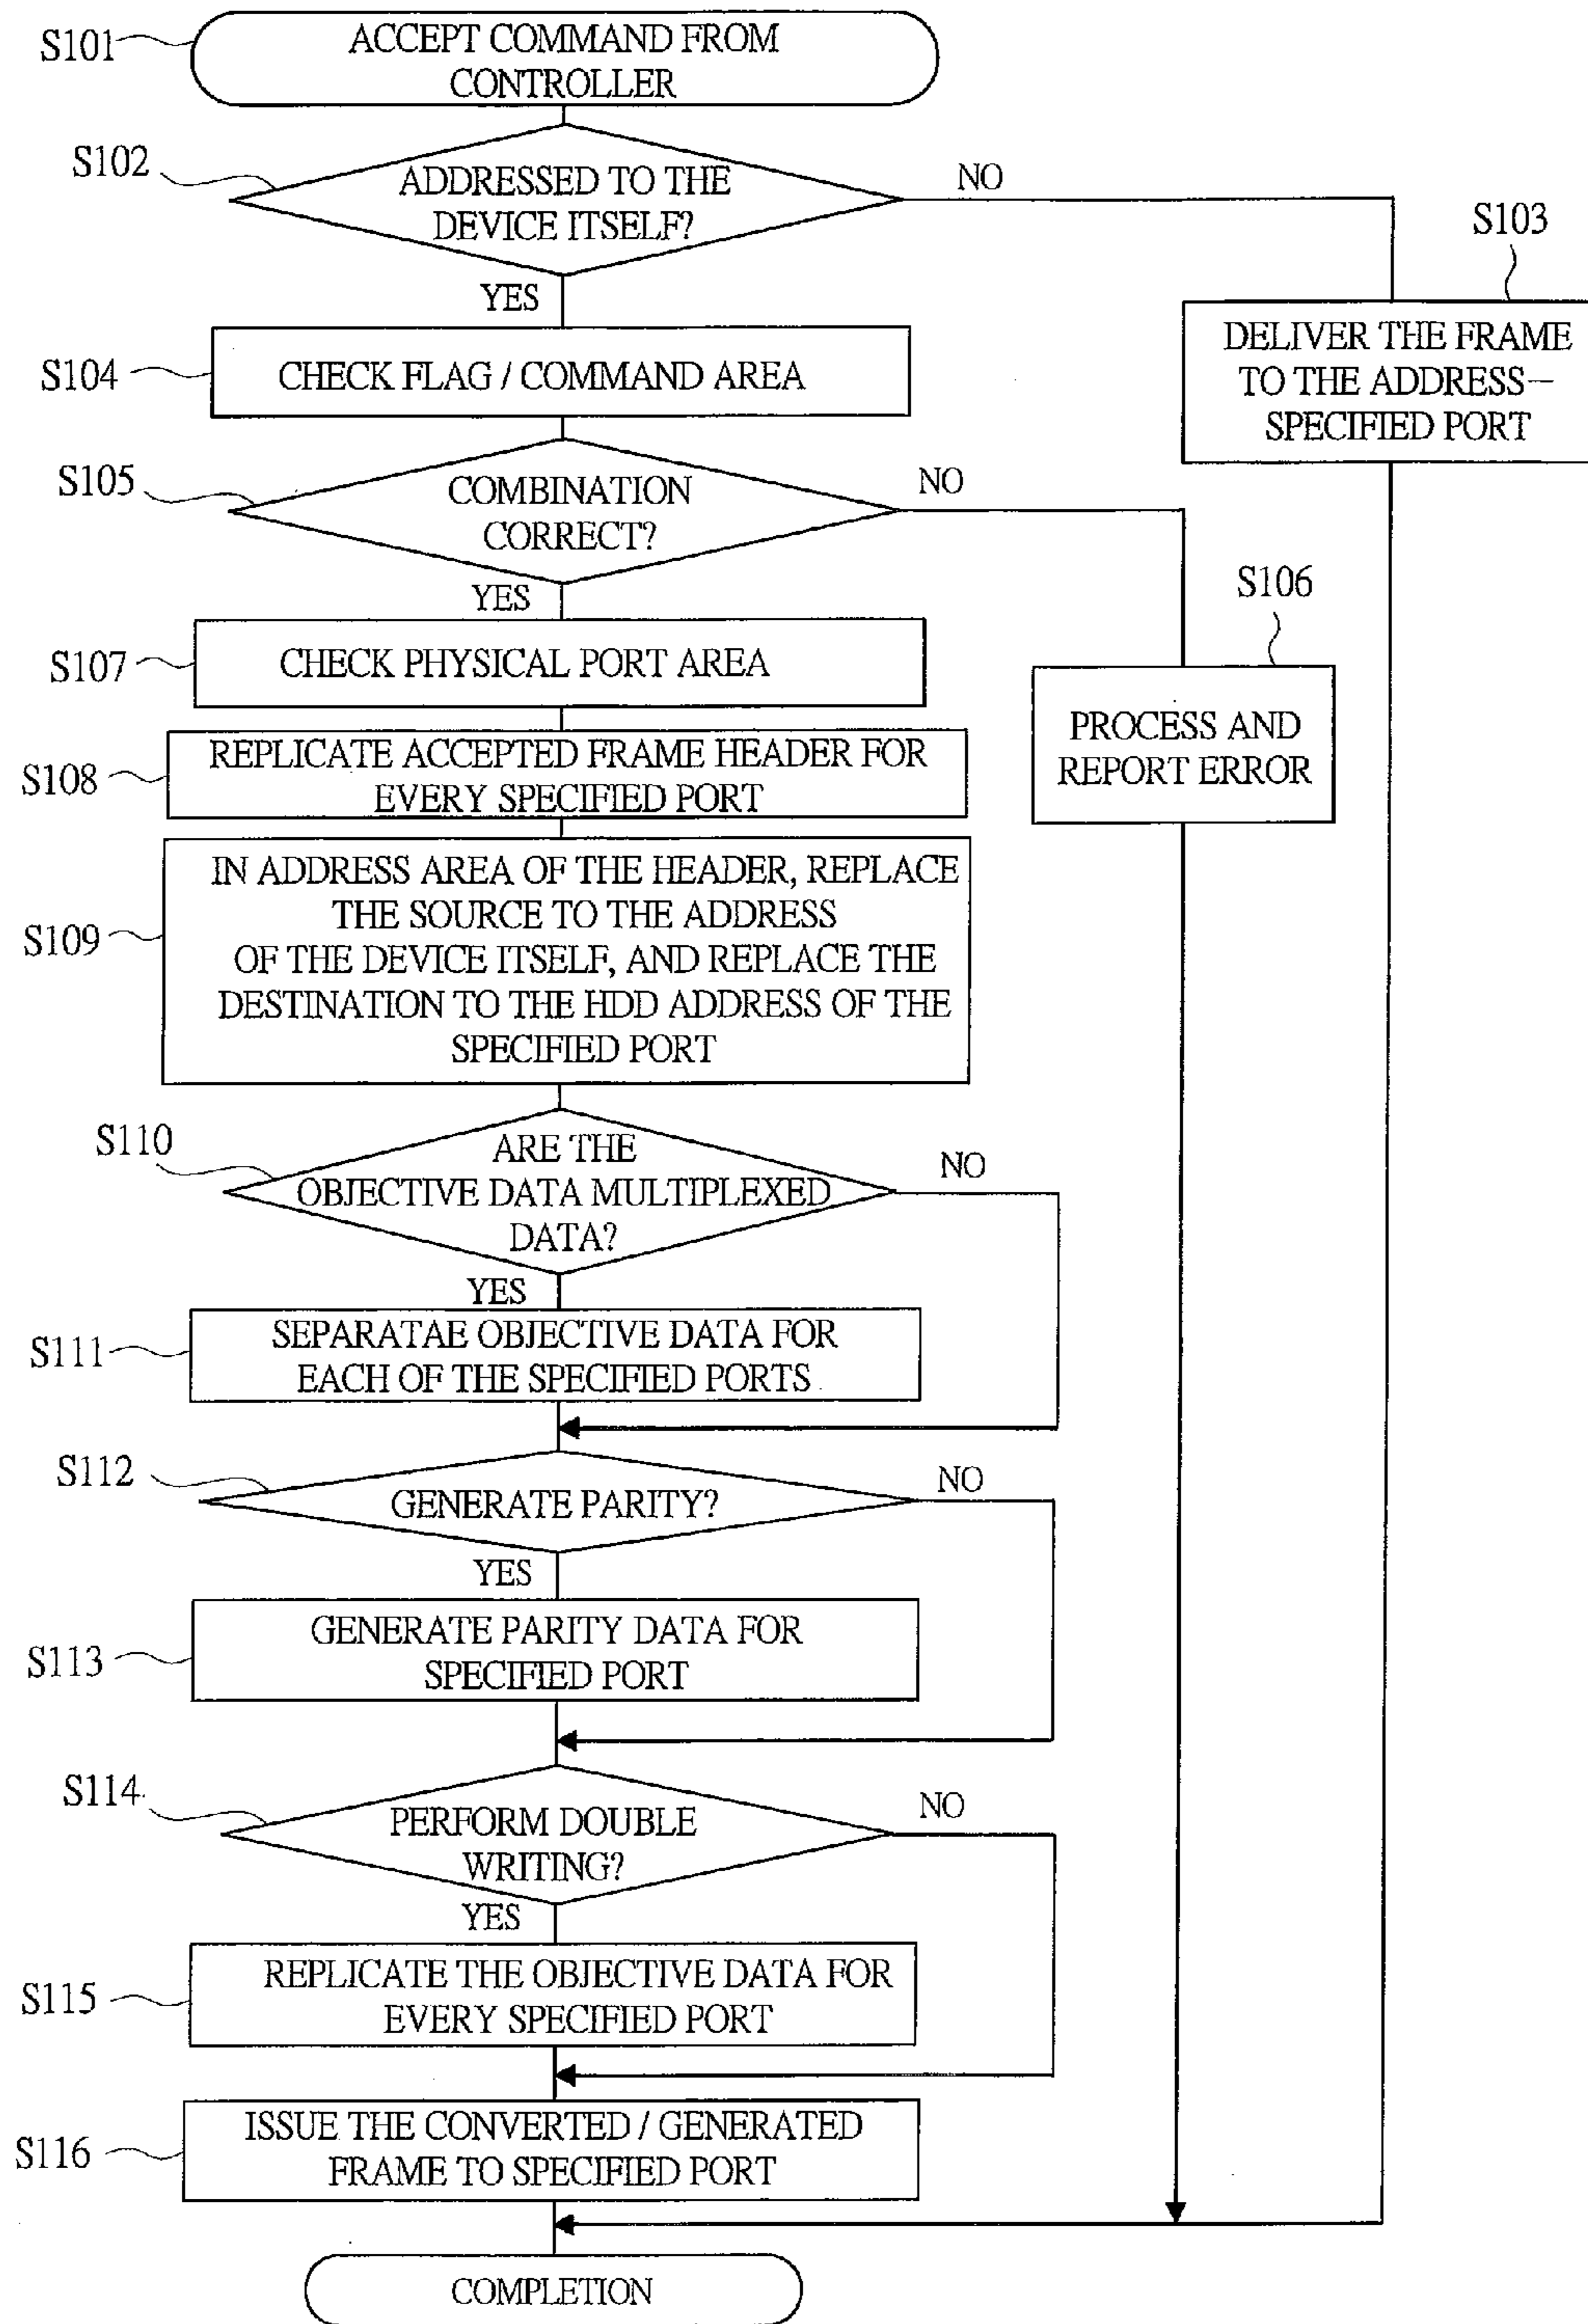 S101
ACCEPT COMMAND FROM
CONTROLLER
S102
ADDRESSED TO THE
DEVICE ITSELF?
NO
YES
S103
DELIVER THE FRAME
TO THE ADDRESS—
SPECIFIED PORT
S104
CHECK FLAG / COMMAND AREA
S105
COMBINATION
CORRECT?
NO
YES
S106
PROCESS AND
REPORT ERROR
S107
CHECK PHYSICAL PORT AREA
S108
REPLICATE ACCEPTED FRAME HEADER FOR
EVERY SPECIFIED PORT
S109
IN ADDRESS AREA OF THE HEADER, REPLACE
THE SOURCE TO THE ADDRESS
OF THE DEVICE ITSELF, AND REPLACE THE
DESTINATION TO THE HDD ADDRESS OF THE
SPECIFIED PORT
S110
ARE THE
OBJECTIVE DATA MULTIPLEXED
DATA?
NO
YES
S111
SEPARATAE OBJECTIVE DATA FOR
EACH OF THE SPECIFIED PORTS
S112
GENERATE PARITY?
NO
YES
S113
GENERATE PARITY DATA FOR
SPECIFIED PORT
S114
PERFORM DOUBLE
WRITING?
NO
YES
S115
REPLICATE THE OBJECTIVE DATA FOR
EVERY SPECIFIED PORT
S116
ISSUE THE CONVERTED / GENERATED
FRAME TO SPECIFIED PORT
COMPLETION